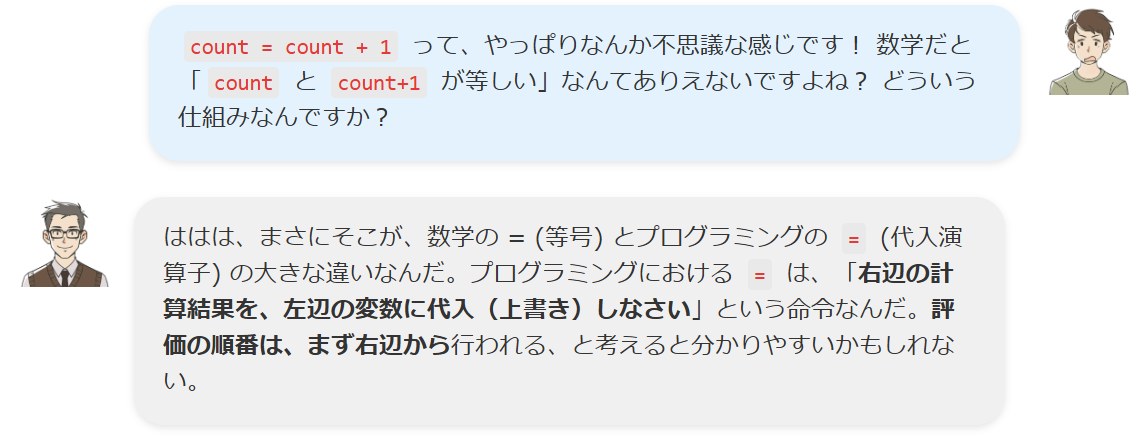 count = count + 1 って、やっぱりなんか不思議な感じです！ 数学だと
「 count と count+1 が等しい」なんてありえないですよね？ どういう
仕組みなんですか？
ははは、まさにそこが、数学の = (等号) とプログラミングの = (代入演
算子) の大きな違いなんだ。プログラミングにおける = は、「右辺の計
算結果を、左辺の変数に代入（上書き）しなさい」という命令なんだ。評
価の順番は、まず右辺から行われる、と考えると分かりやすいかもしれな
い。